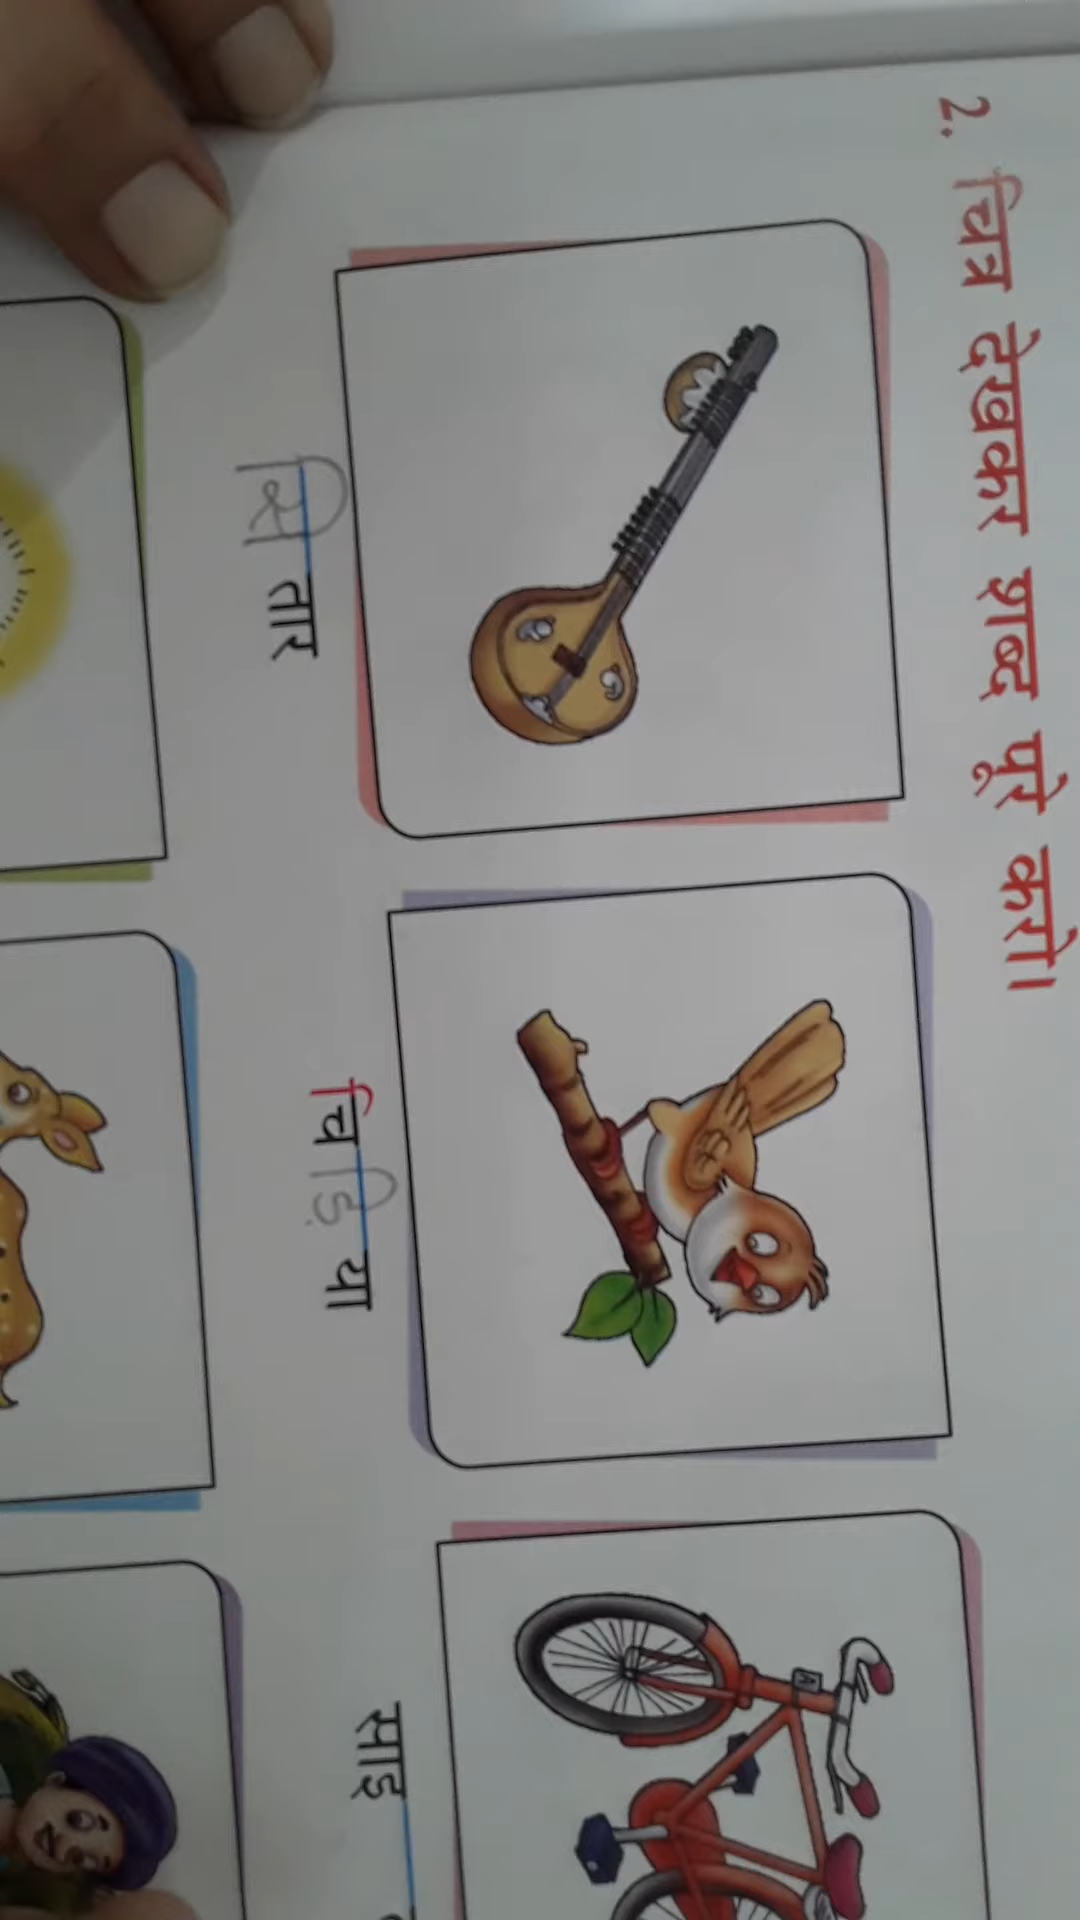 2. चित्र देखकर शब्द पूरे करो।
सितार चिड़िया साइ